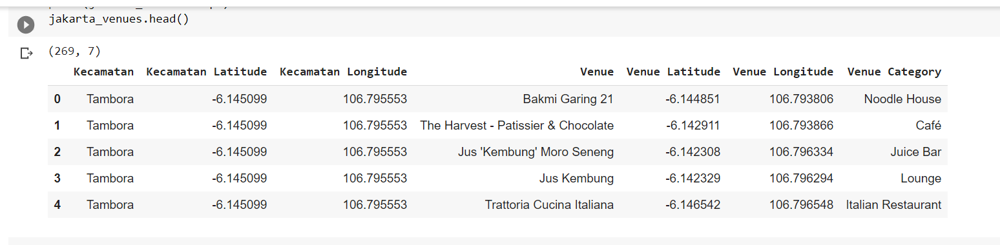 jakarta_venues.head()
(269, 7)
Kecamatan Kecamatan Latitude Kecamatan Longitude Venue Venue Latitude Venue Longitude Venue Category
0 Tambora -6.145099 106.795553 Bakmi Garing 21 -6.144851 106.793806 Noodle House
1 Tambora -6.145099 106.795553 The Harvest - Patissier & Chocolate -6.142911 106.793866 Café
2 Tambora -6.145099 106.795553 Jus 'Kembung' Moro Seneng -6.142308 106.796334 Juice Bar
3 Tambora -6.145099 106.795553 Jus Kembung -6.142329 106.796294 Lounge
4 Tambora -6.145099 106.795553 Trattoria Cucina Italiana -6.146542 106.796548 Italian Restaurant